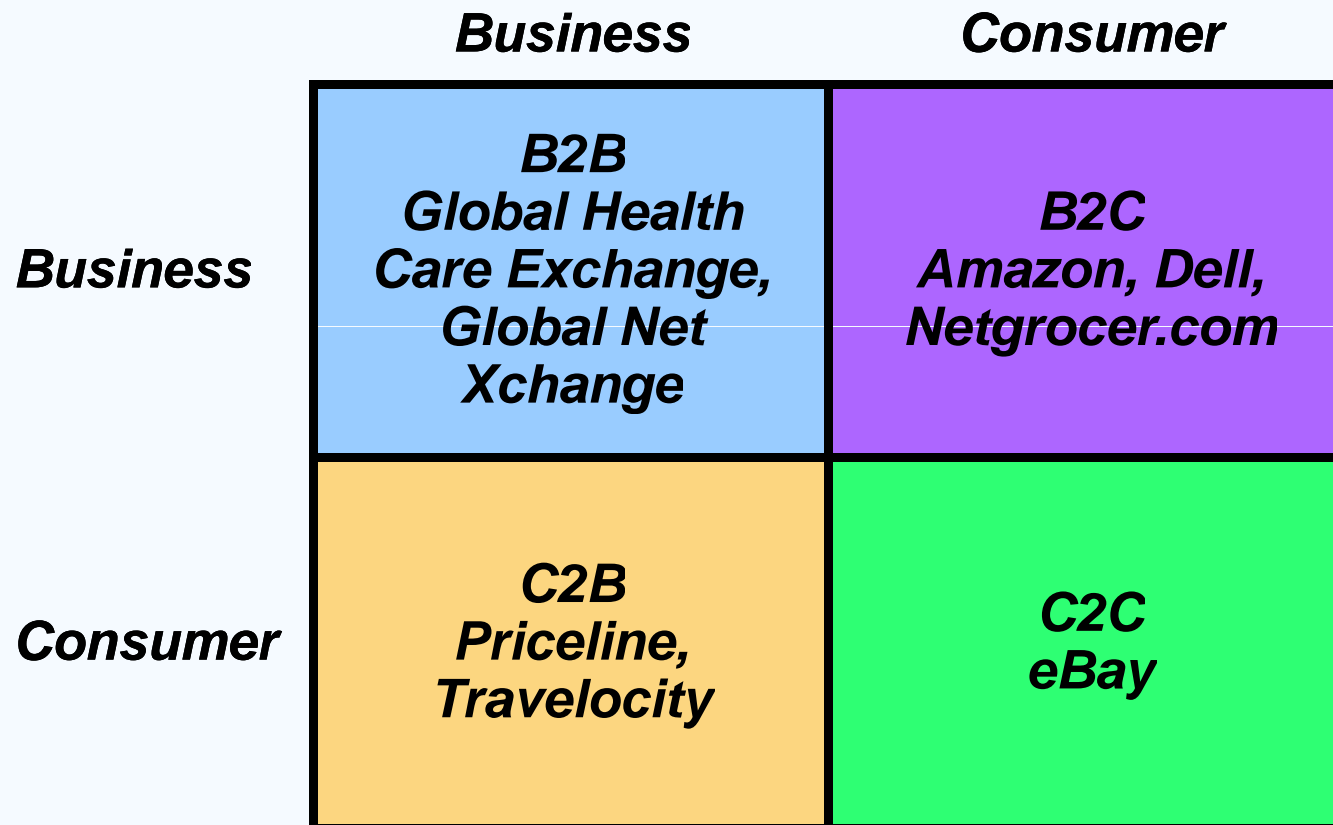 Business Consumer
Business
B2B
Global Health
Care Exchange,
Global Net
Xchange
B2C
Amazon, Dell,
Netgrocer.com
Consumer
C2B
Priceline,
Travelocity
C2C
eBay